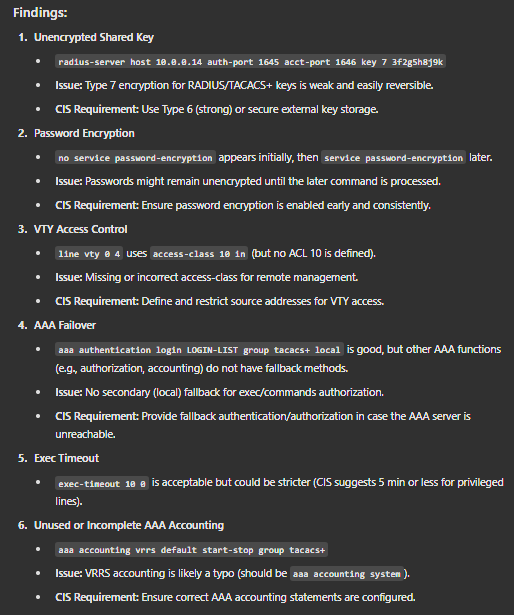 Findings:
1. Unencrypted Shared Key
• radius-server host 10.0.0.14 auth-port 1645 acct-port 1646 key 7 3f2g5h8j9k
• Issue: Type 7 encryption for RADIUS/TACACS+ keys is weak and easily reversible.
• CIS Requirement: Use Type 6 (strong) or secure external key storage.
2. Password Encryption
• no service password-encryption appears initially, then service password-encryption later.
• Issue: Passwords might remain unencrypted until the later command is processed.
• CIS Requirement: Ensure password encryption is enabled early and consistently.
3. VTY Access Control
• line vty 0 4 uses access-class 10 in (but no ACL 10 is defined).
• Issue: Missing or incorrect access-class for remote management.
• CIS Requirement: Define and restrict source addresses for VTY access.
4. AAA Failover
• aaa authentication login LOGIN-LIST group tacacs+ local is good, but other AAA functions
(e.g., authorization, accounting) do not have fallback methods.
• Issue: No secondary (local) fallback for exec/commands authorization.
• CIS Requirement: Provide fallback authentication/authorization in case the AAA server is
unreachable.
5. Exec Timeout
• exec-timeout 10 0 is acceptable but could be stricter (CIS suggests 5 min or less for privileged
lines).
6. Unused or Incomplete AAA Accounting
• aaa accounting vrrs default start-stop group tacacs+
• Issue: VRRS accounting is likely a typo (should be aaa accounting system).
• CIS Requirement: Ensure correct AAA accounting statements are configured.